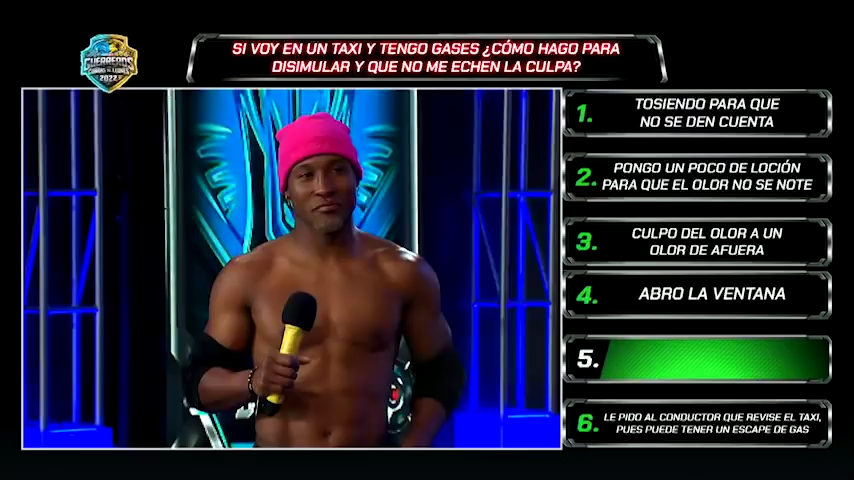 GUERREROS
COBRAS VS. LEONES
2022
SI VOY EN UN TAXI Y TENGO GASES ¿CÓMO HAGO PARA
DISIMULAR Y QUE NO ME ECHEN LA CULPA?
1. TOSIENDO PARA QUE
NO SE DEN CUENTA
2. PONGO UN POCO DE LOCIÓN
PARA QUE EL OLOR NO SE NOTE
3. CULPO DEL OLOR A UN
OLOR DE AFUERA
4. ABRO LA VENTANA
5.
6. LE PIDO AL CONDUCTOR QUE REVISE EL TAXI,
PUES PUEDE TENER UN ESCAPE DE GAS